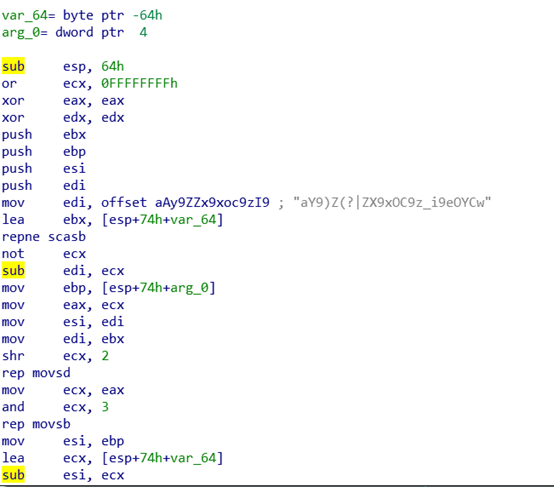 var_64= byte ptr -64h
arg_0= dword ptr  4
sub     esp, 64h
or      ecx, 0FFFFFFFFh
xor     eax, eax
xor     edx, edx
push    ebx
push    ebp
push    esi
push    edi
mov     edi, offset aAy9ZZx9xoc9zI9 ; "aY9)Z(?|ZX9xOC9z_i9eOYCw"
lea     ebx, [esp+74h+var_64]
repne scasb
not     ecx
sub     edi, ecx
mov     ebp, [esp+74h+arg_0]
mov     eax, ecx
mov     esi, edi
mov     edi, ebx
shr     ecx, 2
rep movsd
mov     ecx, eax
and     ecx, 3
rep movsb
mov     esi, ebp
lea     ecx, [esp+74h+var_64]
sub     esi, ecx